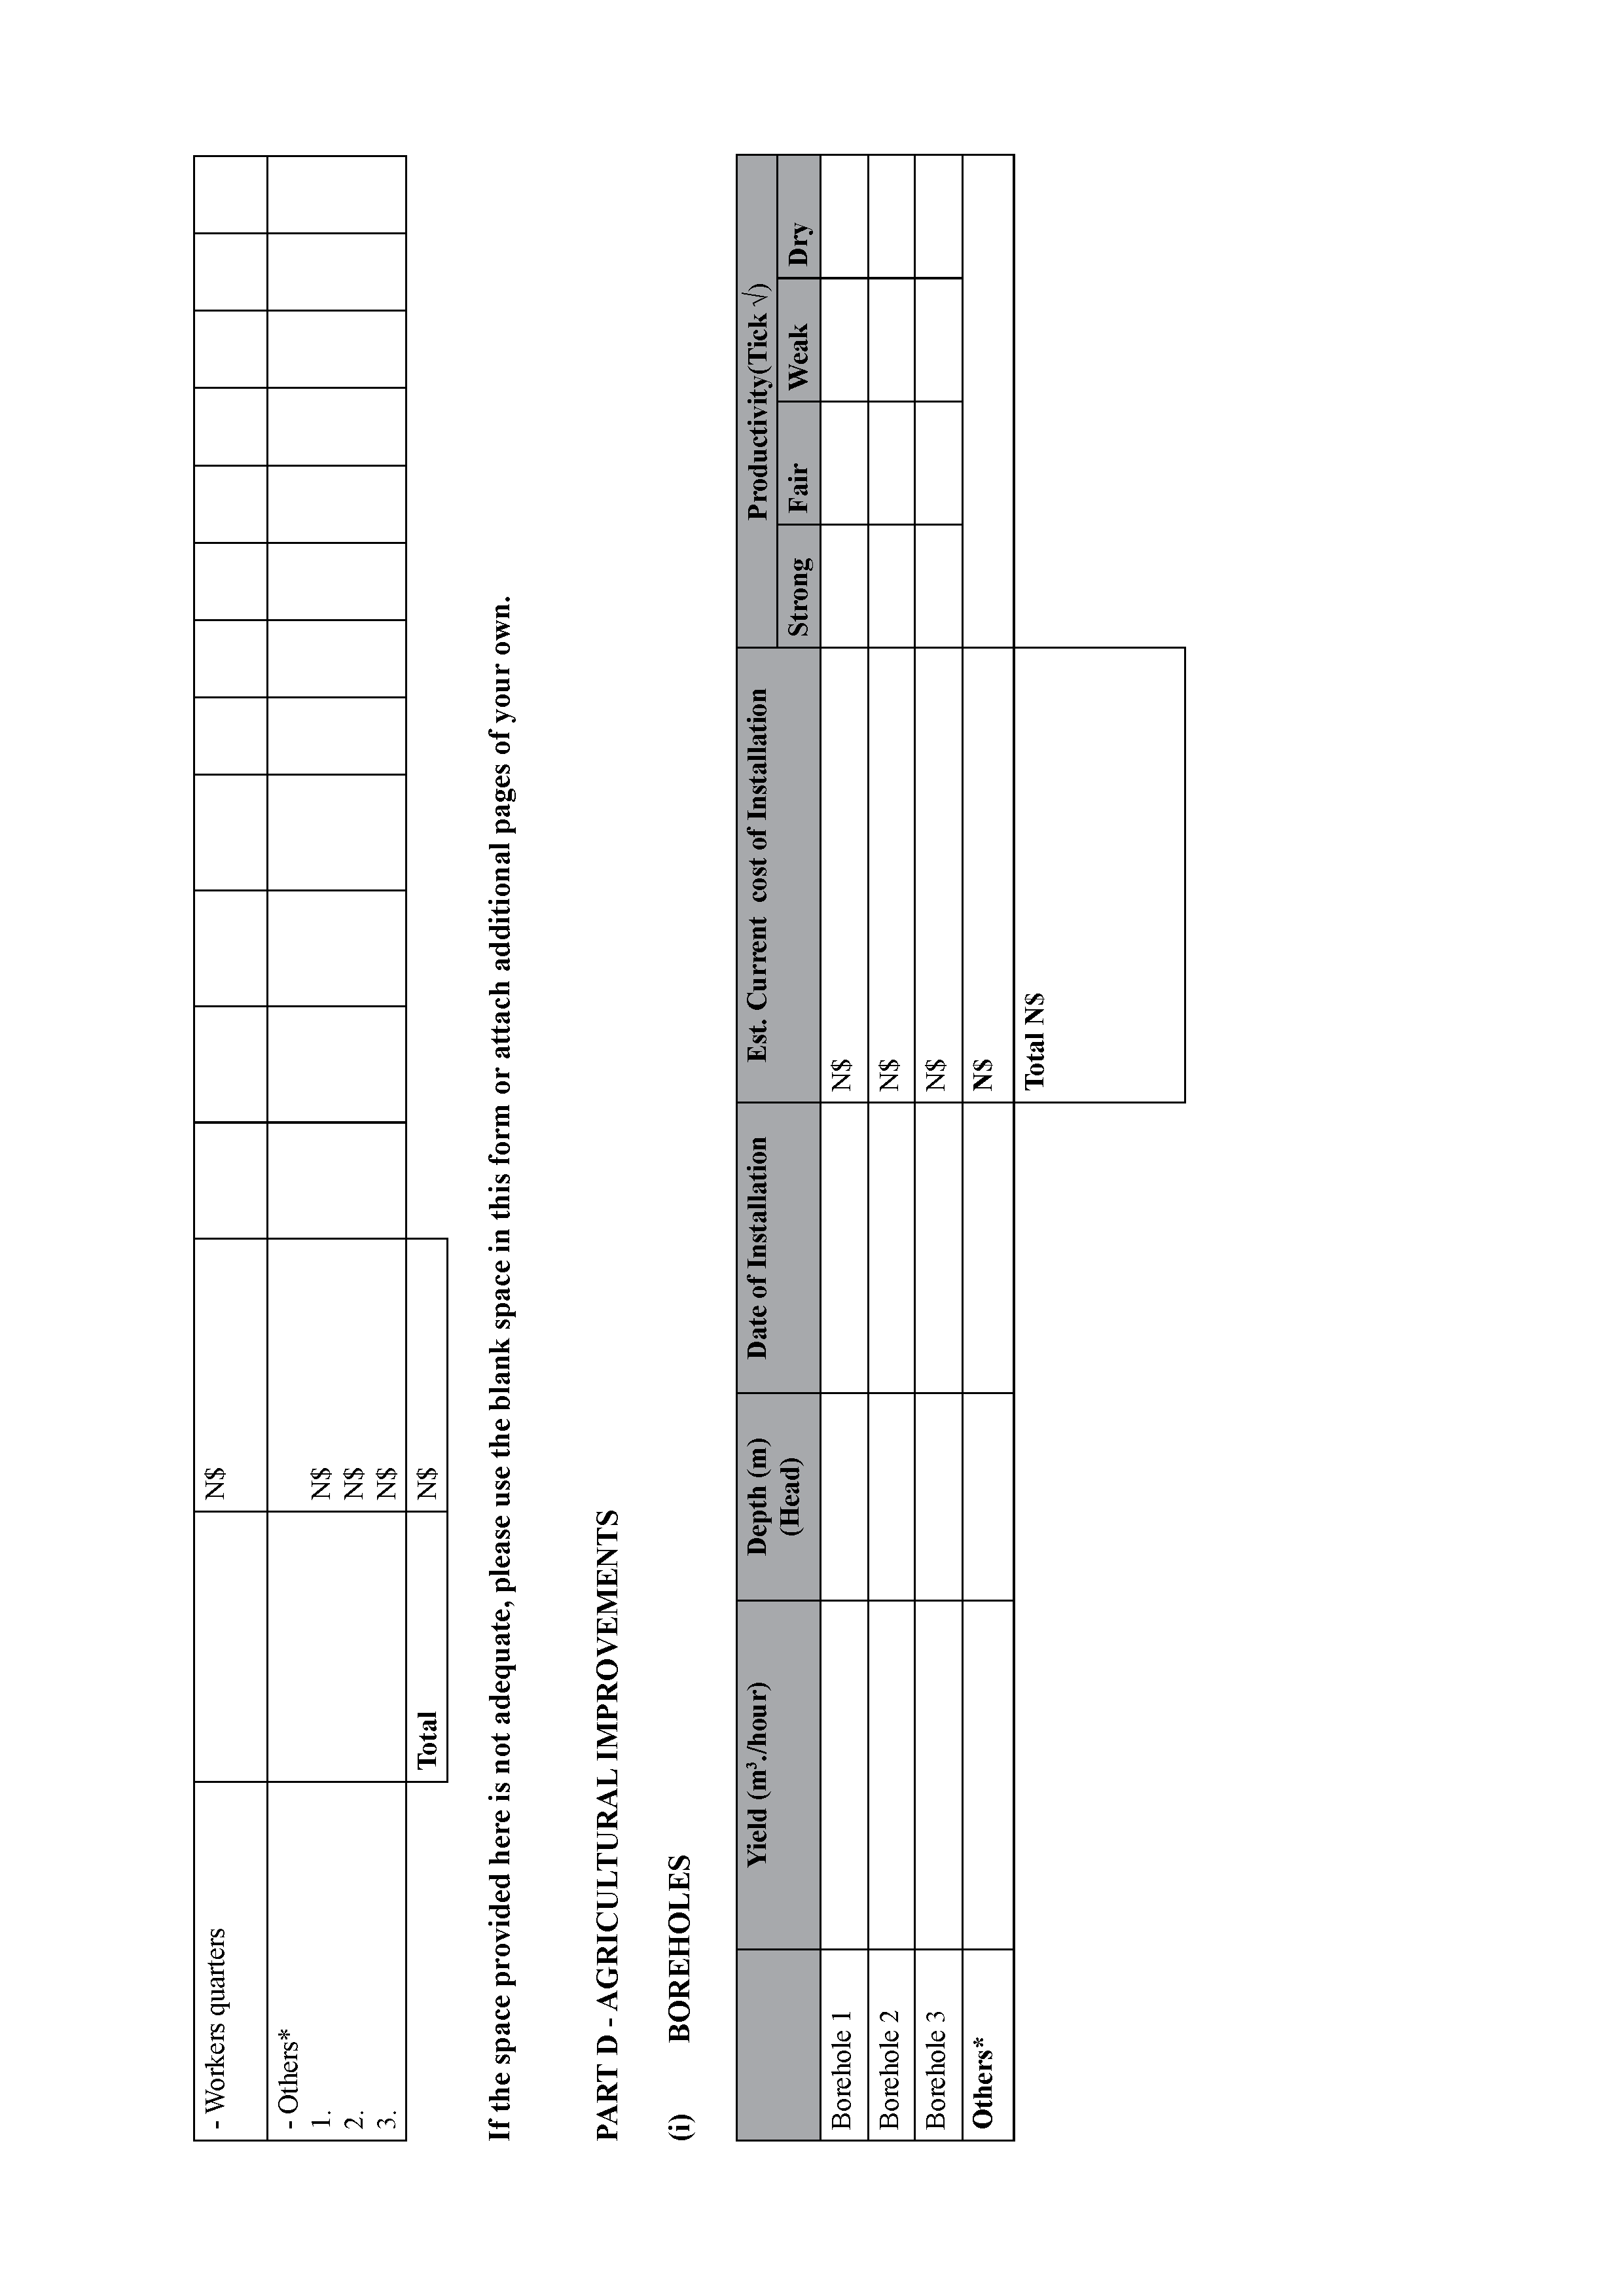 - Workers quarters N$
- Others*
1. N$
2. N$
3. N$
Total N$
If the space provided here is not adequate, please use the blank space in this form or attach additional pages of your own.
PART D - AGRICULTURAL IMPROVEMENTS
(i) BOREHOLES
Yield (m³./hour) Depth (m) Date of Installation Est. Current cost of Installation Productivity(Tick √)
(Head) Strong Fair Weak Dry
Borehole 1 N$
Borehole 2 N$
Borehole 3 N$
Others* N$
Total N$